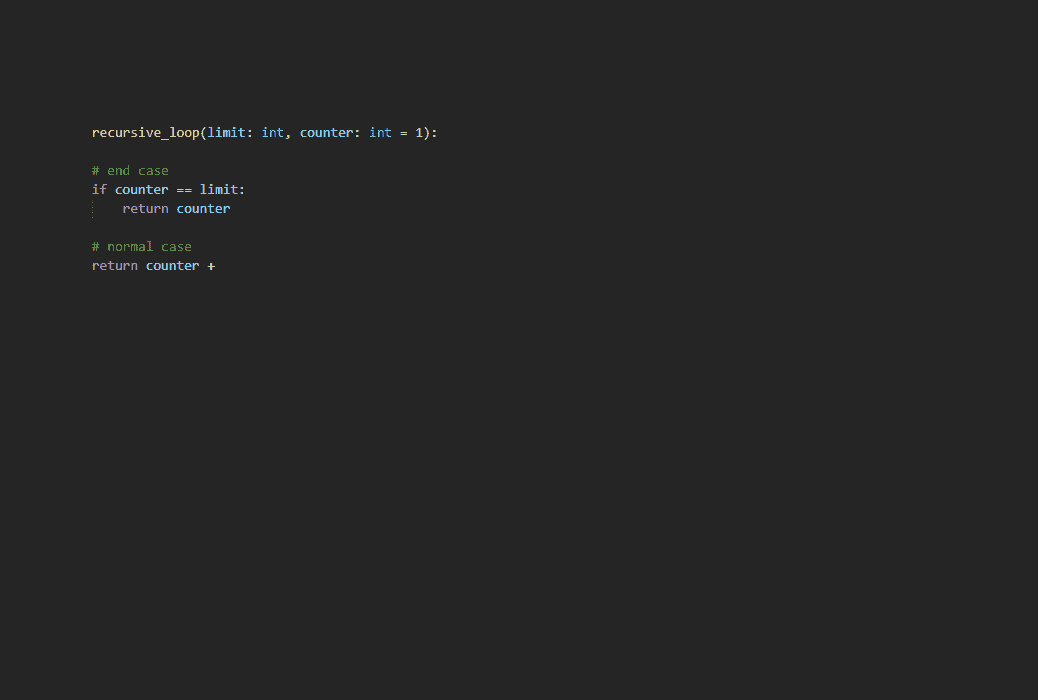 recursive_loop(limit: int, counter: int = 1):
# end case
if counter == limit:
return counter
# normal case
return counter +